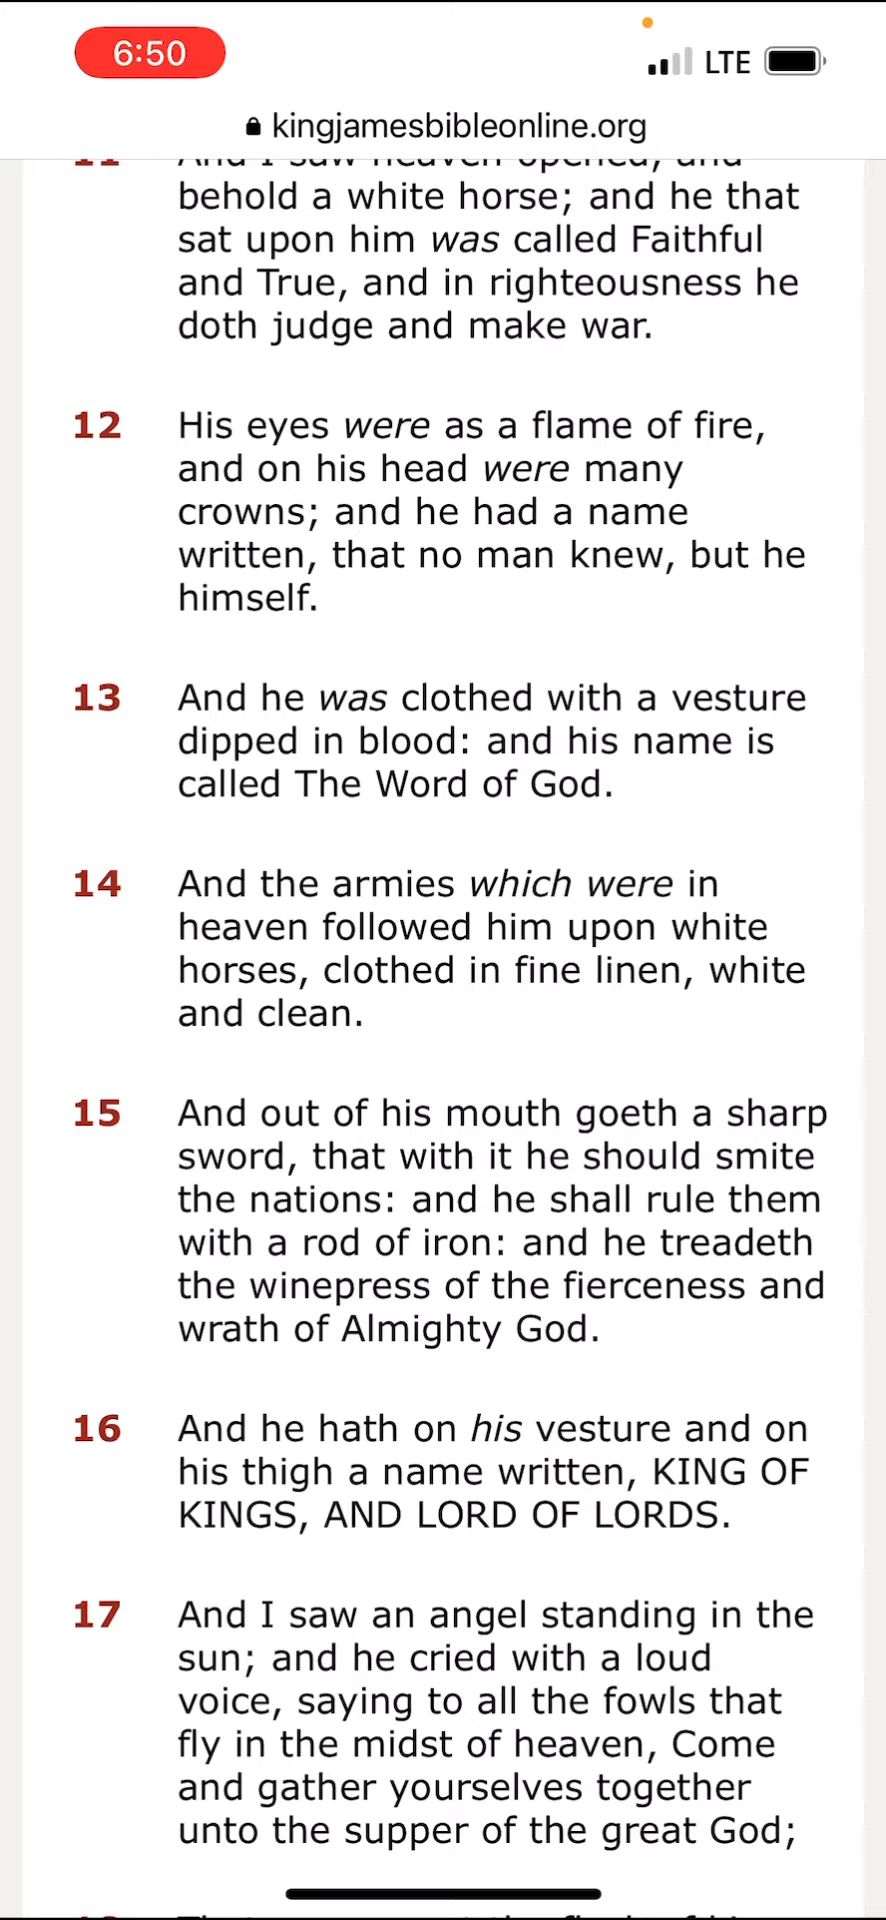 6:50
LTE
kingjamesbibleonline.org
11 And I saw heaven opened, and
behold a white horse; and he that
sat upon him was called Faithful
and True, and in righteousness he
doth judge and make war.
12 His eyes were as a flame of fire,
and on his head were many
crowns; and he had a name
written, that no man knew, but he
himself.
13 And he was clothed with a vesture
dipped in blood: and his name is
called The Word of God.
14 And the armies which were in
heaven followed him upon white
horses, clothed in fine linen, white
and clean.
15 And out of his mouth goeth a sharp
sword, that with it he should smite
the nations: and he shall rule them
with a rod of iron: and he treadeth
the winepress of the fierceness and
wrath of Almighty God.
16 And he hath on his vesture and on
his thigh a name written, KING OF
KINGS, AND LORD OF LORDS.
17 And I saw an angel standing in the
sun; and he cried with a loud
voice, saying to all the fowls that
fly in the midst of heaven, Come
and gather yourselves together
unto the supper of the great God;